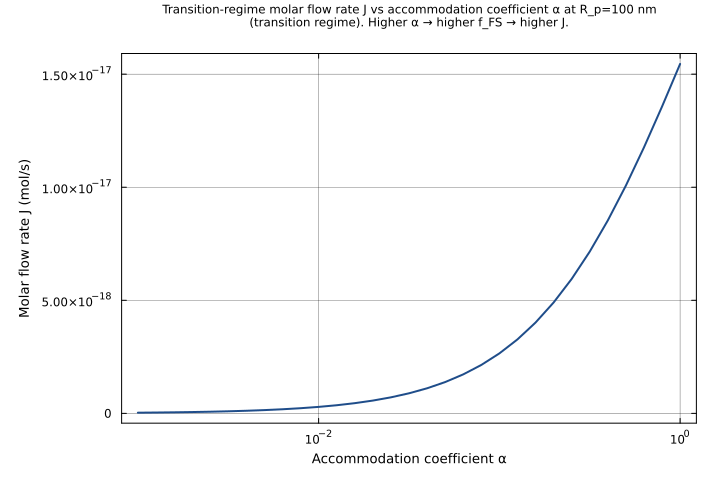 Transition-regime molar flow rate J vs accommodation coefficient α at R_p=100 nm
(transition regime). Higher α → higher f_FS → higher J.
Molar flow rate J (mol/s)
1.50×10⁻¹⁷
1.00×10⁻¹⁷
5.00×10⁻¹⁸
0
10⁻²
10⁰
Accommodation coefficient α